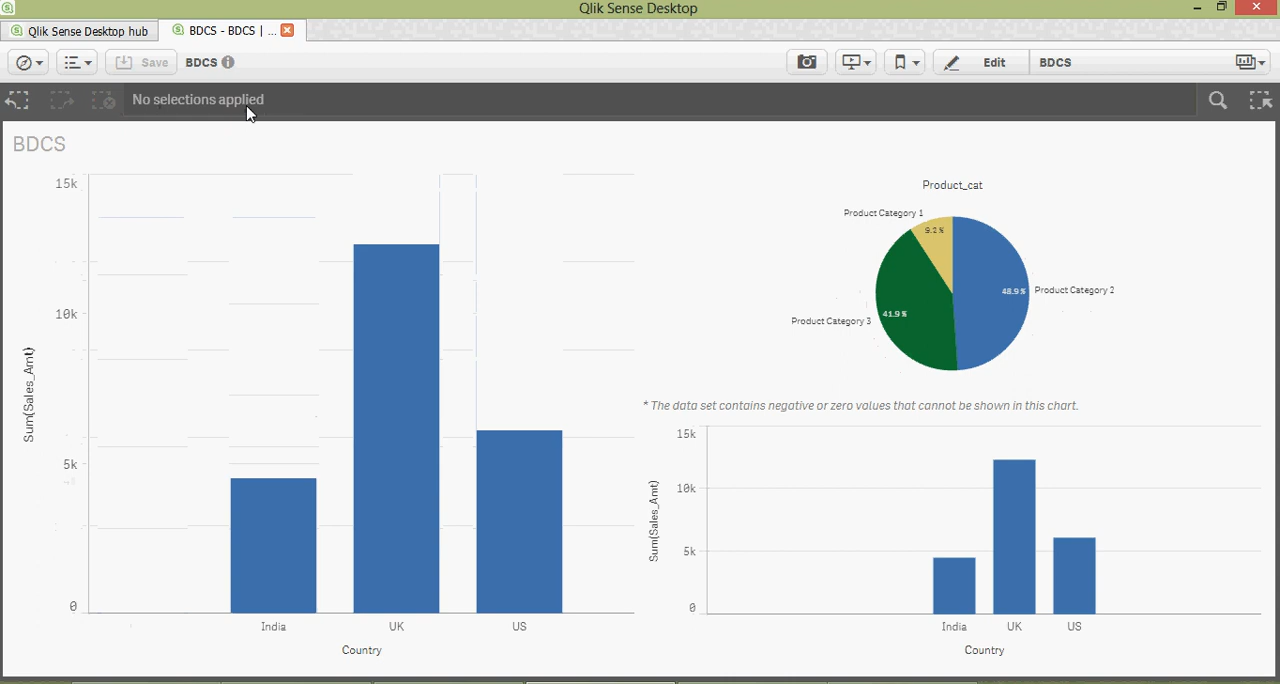 Qlik Sense Desktop
Qlik Sense Desktop hub
BDCS - BDCS | ...
Save
BDCS
Edit
BDCS
No selections applied
BDCS
15k
10k
5k
0
Sum(Sales_Amt)
India
UK
US
Country
Product_cat
Product Category 1
9.2 %
48.9 %
Product Category 2
41.9 %
Product Category 3
* The data set contains negative or zero values that cannot be shown in this chart.
15k
10k
5k
0
Sum(Sales_Amt)
India
UK
US
Country